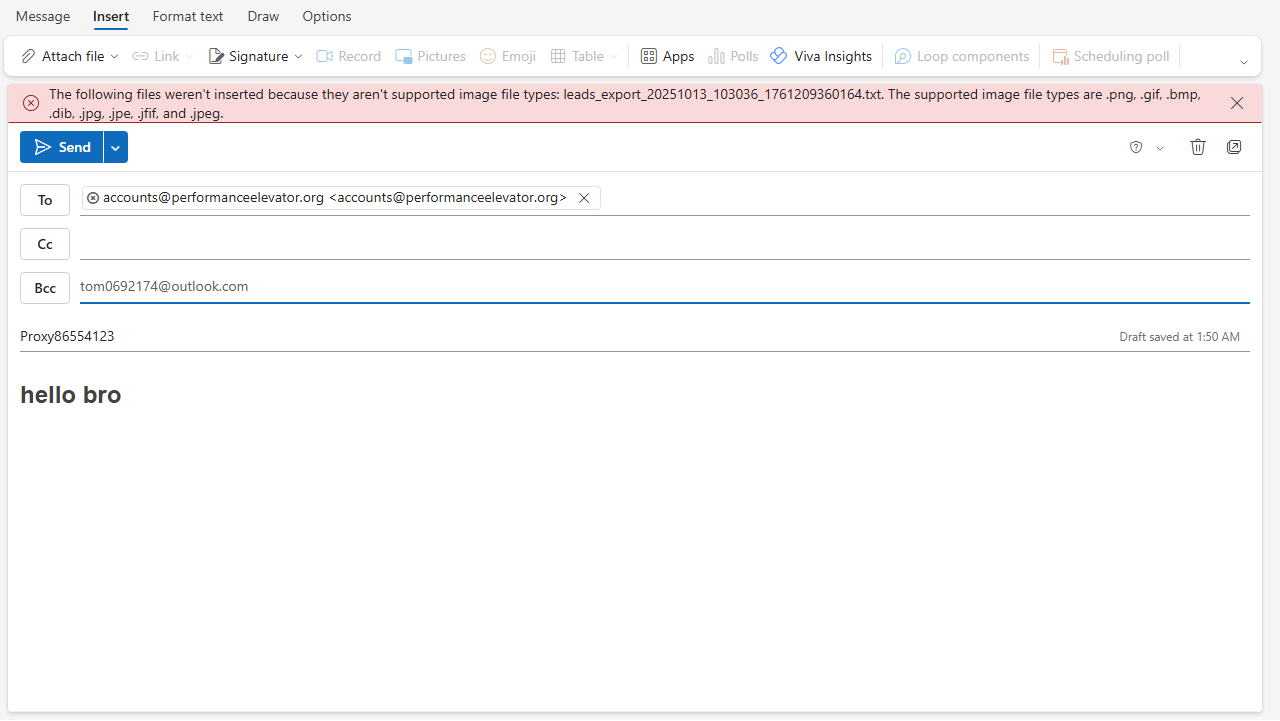 Message Insert Format text Draw Options
Attach file Link Signature Record Pictures Emoji Table Apps Polls Viva Insights Loop components Scheduling poll
The following files weren't inserted because they aren't supported image file types: leads_export_20251013_103036_1761209360164.txt. The supported image file types are .png, .gif, .bmp,
.dib, .jpg, .jpe, .jfif, and .jpeg.
Send
To accounts@performanceelevator.org <accounts@performanceelevator.org>
Cc
Bcc tom0692174@outlook.com
Proxy86554123 Draft saved at 1:50 AM
hello bro